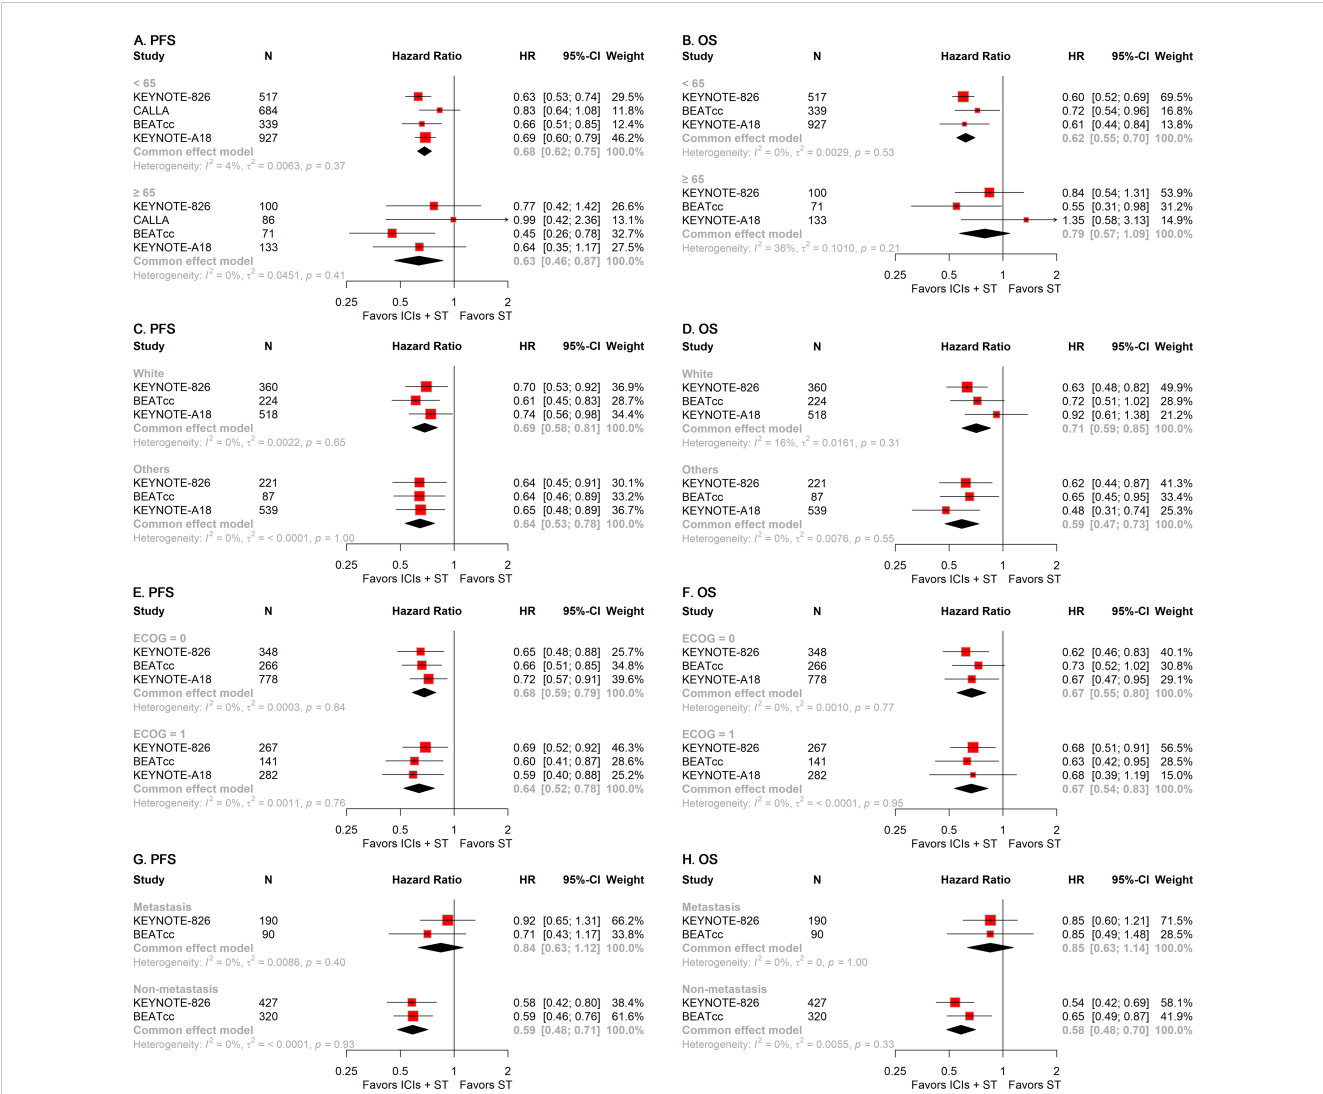 A. PFS
Study N Hazard Ratio HR 95%-CI Weight
< 65
KEYNOTE-826 517 0.63 [0.53; 0.74] 29.5%
CALLA 684 0.83 [0.64; 1.08] 11.8%
BEATcc 339 0.66 [0.51; 0.85] 12.4%
KEYNOTE-A18 927 0.69 [0.60; 0.79] 46.2%
Common effect model 0.68 [0.62; 0.75] 100.0%
Heterogeneity: I² = 4%, τ² = 0.0063, p = 0.37
≥ 65
KEYNOTE-826 100 0.77 [0.42; 1.42] 26.6%
CALLA 86 0.99 [0.42; 2.36] 13.1%
BEATcc 71 0.45 [0.26; 0.78] 32.7%
KEYNOTE-A18 133 0.64 [0.35; 1.17] 27.5%
Common effect model 0.63 [0.46; 0.87] 100.0%
Heterogeneity: I² = 0%, τ² = 0.0451, p = 0.41
0.25 0.5 1 2
Favors ICIs + ST Favors ST
B. OS
Study N Hazard Ratio HR 95%-CI Weight
< 65
KEYNOTE-826 517 0.60 [0.52; 0.69] 69.5%
BEATcc 339 0.72 [0.54; 0.96] 16.8%
KEYNOTE-A18 927 0.61 [0.44; 0.84] 13.8%
Common effect model 0.62 [0.55; 0.70] 100.0%
Heterogeneity: I² = 0%, τ² = 0.0029, p = 0.53
≥ 65
KEYNOTE-826 100 0.84 [0.54; 1.31] 53.9%
BEATcc 71 0.55 [0.31; 0.98] 31.2%
KEYNOTE-A18 133 1.35 [0.58; 3.13] 14.9%
Common effect model 0.79 [0.57; 1.09] 100.0%
Heterogeneity: I² = 36%, τ² = 0.1010, p = 0.21
0.25 0.5 1 2
Favors ICIs + ST Favors ST
C. PFS
Study N Hazard Ratio HR 95%-CI Weight
White
KEYNOTE-826 360 0.70 [0.53; 0.92] 36.9%
BEATcc 224 0.61 [0.45; 0.83] 28.7%
KEYNOTE-A18 518 0.74 [0.56; 0.98] 34.4%
Common effect model 0.69 [0.58; 0.81] 100.0%
Heterogeneity: I² = 0%, τ² = 0.0022, p = 0.65
Others
KEYNOTE-826 221 0.64 [0.45; 0.91] 30.1%
BEATcc 87 0.64 [0.46; 0.89] 33.2%
KEYNOTE-A18 539 0.65 [0.48; 0.89] 36.7%
Common effect model 0.64 [0.53; 0.78] 100.0%
Heterogeneity: I² = 0%, τ² = < 0.0001, p = 1.00
0.25 0.5 1 2
Favors ICIs + ST Favors ST
D. OS
Study N Hazard Ratio HR 95%-CI Weight
White
KEYNOTE-826 360 0.63 [0.48; 0.82] 49.9%
BEATcc 224 0.72 [0.51; 1.02] 28.9%
KEYNOTE-A18 518 0.92 [0.61; 1.38] 21.2%
Common effect model 0.71 [0.59; 0.85] 100.0%
Heterogeneity: I² = 16%, τ² = 0.0161, p = 0.31
Others
KEYNOTE-826 221 0.62 [0.44; 0.87] 41.3%
BEATcc 87 0.65 [0.45; 0.95] 33.4%
KEYNOTE-A18 539 0.48 [0.31; 0.74] 25.3%
Common effect model 0.59 [0.47; 0.73] 100.0%
Heterogeneity: I² = 0%, τ² = 0.0076, p = 0.55
0.25 0.5 1 2
Favors ICIs + ST Favors ST
E. PFS
Study N Hazard Ratio HR 95%-CI Weight
ECOG = 0
KEYNOTE-826 348 0.65 [0.48; 0.88] 25.7%
BEATcc 266 0.66 [0.51; 0.85] 34.8%
KEYNOTE-A18 778 0.72 [0.57; 0.91] 39.6%
Common effect model 0.68 [0.59; 0.79] 100.0%
Heterogeneity: I² = 0%, τ² = 0.0003, p = 0.84
ECOG = 1
KEYNOTE-826 267 0.69 [0.52; 0.92] 46.3%
BEATcc 141 0.60 [0.41; 0.87] 28.6%
KEYNOTE-A18 282 0.59 [0.40; 0.88] 25.2%
Common effect model 0.64 [0.52; 0.78] 100.0%
Heterogeneity: I² = 0%, τ² = 0.0011, p = 0.76
0.25 0.5 1 2
Favors ICIs + ST Favors ST
F. OS
Study N Hazard Ratio HR 95%-CI Weight
ECOG = 0
KEYNOTE-826 348 0.62 [0.46; 0.83] 40.1%
BEATcc 266 0.73 [0.52; 1.02] 30.8%
KEYNOTE-A18 778 0.67 [0.47; 0.95] 29.1%
Common effect model 0.67 [0.55; 0.80] 100.0%
Heterogeneity: I² = 0%, τ² = 0.0010, p = 0.77
ECOG = 1
KEYNOTE-826 267 0.68 [0.51; 0.91] 56.5%
BEATcc 141 0.63 [0.42; 0.95] 28.5%
KEYNOTE-A18 282 0.68 [0.39; 1.19] 15.0%
Common effect model 0.67 [0.54; 0.83] 100.0%
Heterogeneity: I² = 0%, τ² = < 0.0001, p = 0.95
0.25 0.5 1 2
Favors ICIs + ST Favors ST
G. PFS
Study N Hazard Ratio HR 95%-CI Weight
Metastasis
KEYNOTE-826 190 0.92 [0.65; 1.31] 66.2%
BEATcc 90 0.71 [0.43; 1.17] 33.8%
Common effect model 0.84 [0.63; 1.12] 100.0%
Heterogeneity: I² = 0%, τ² = 0.0086, p = 0.40
Non-metastasis
KEYNOTE-826 427 0.58 [0.42; 0.80] 38.4%
BEATcc 320 0.59 [0.46; 0.76] 61.6%
Common effect model 0.59 [0.48; 0.71] 100.0%
Heterogeneity: I² = 0%, τ² = < 0.0001, p = 0.93
0.25 0.5 1 2
Favors ICIs + ST Favors ST
H. OS
Study N Hazard Ratio HR 95%-CI Weight
Metastasis
KEYNOTE-826 190 0.85 [0.60; 1.21] 71.5%
BEATcc 90 0.85 [0.49; 1.48] 28.5%
Common effect model 0.85 [0.63; 1.14] 100.0%
Heterogeneity: I² = 0%, τ² = 0, p = 1.00
Non-metastasis
KEYNOTE-826 427 0.54 [0.42; 0.69] 58.1%
BEATcc 320 0.65 [0.49; 0.87] 41.9%
Common effect model 0.58 [0.48; 0.70] 100.0%
Heterogeneity: I² = 0%, τ² = 0.0055, p = 0.33
0.25 0.5 1 2
Favors ICIs + ST Favors ST